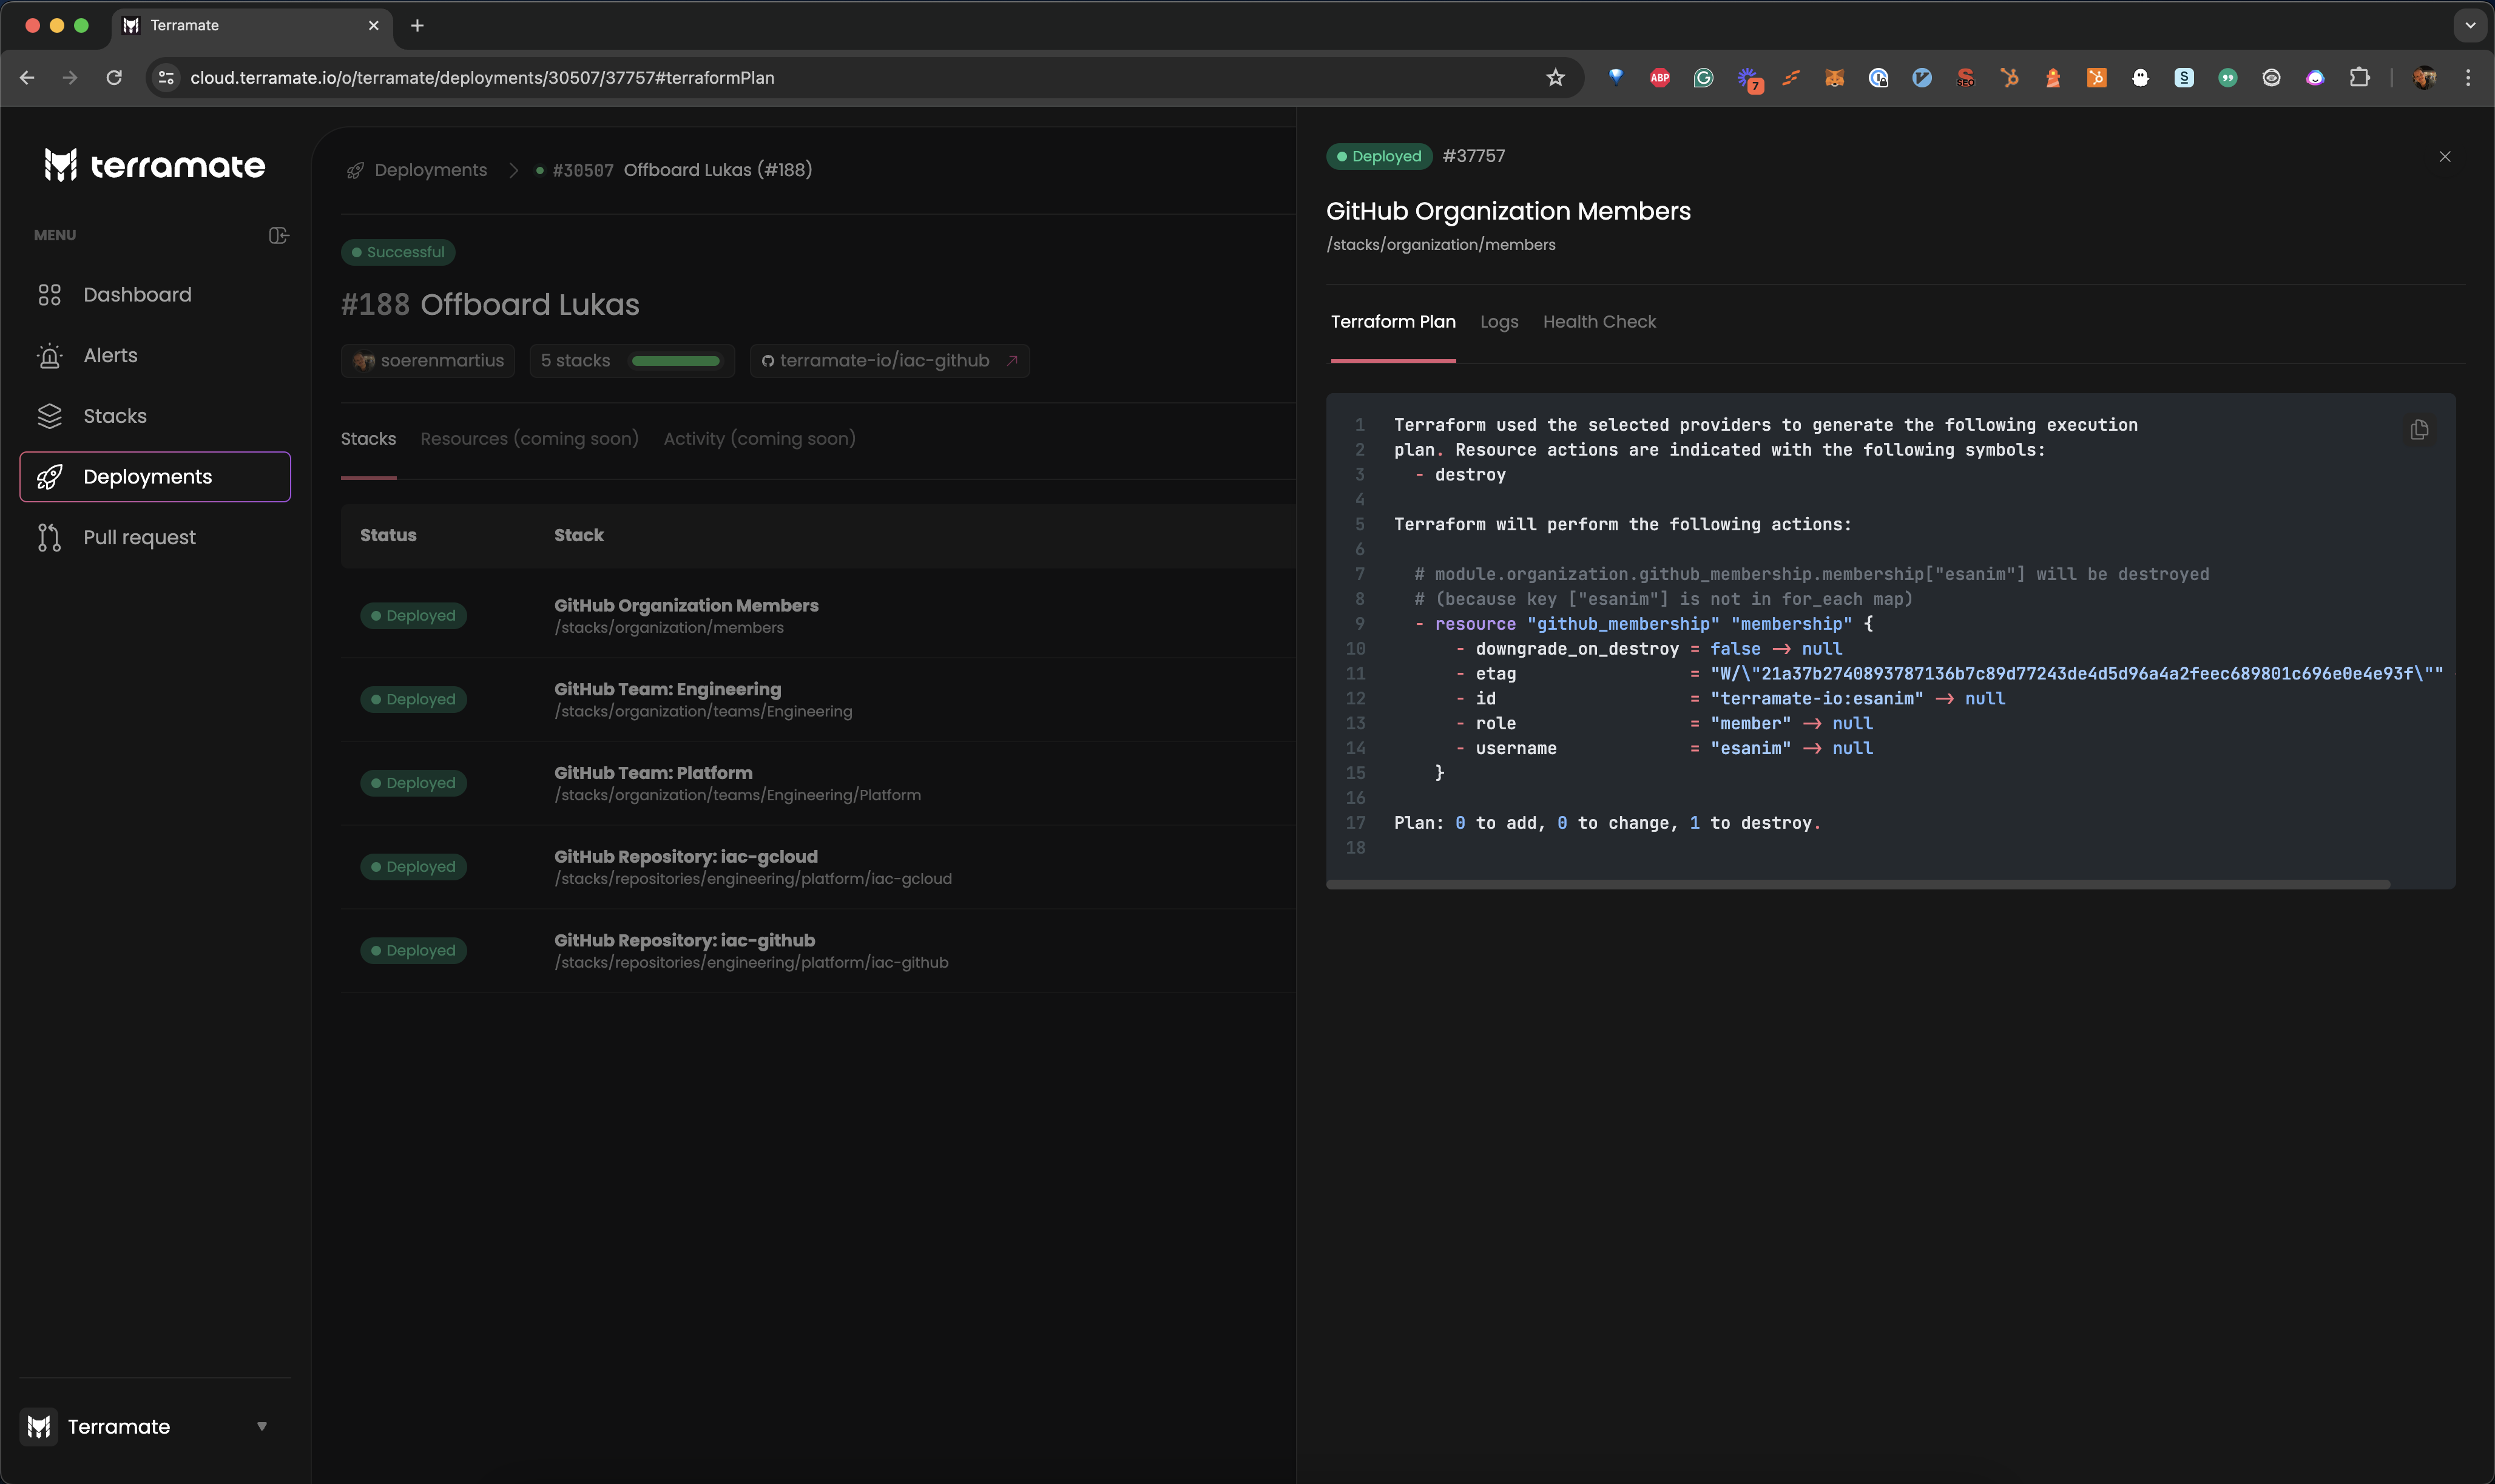 Terramate
cloud.terramate.io/o/terramate/deployments/30507/37757#terraformPlan
ABP
7
SEO
S
terramate
MENU
Dashboard
Alerts
Stacks
Deployments
Pull request
Terramate
Deployments
#30507 Offboard Lukas (#188)
Successful
#188 Offboard Lukas
soerenmartius
5 stacks
terramate-io/iac-github
Stacks
Resources (coming soon)
Activity (coming soon)
Status
Stack
Deployed
GitHub Organization Members
/stacks/organization/members
Deployed
GitHub Team: Engineering
/stacks/organization/teams/Engineering
Deployed
GitHub Team: Platform
/stacks/organization/teams/Engineering/Platform
Deployed
GitHub Repository: iac-gcloud
/stacks/repositories/engineering/platform/iac-gcloud
Deployed
GitHub Repository: iac-github
/stacks/repositories/engineering/platform/iac-github
Deployed #37757
GitHub Organization Members
/stacks/organization/members
Terraform Plan
Logs
Health Check
1 Terraform used the selected providers to generate the following execution
2 plan. Resource actions are indicated with the following symbols:
3 - destroy
4
5 Terraform will perform the following actions:
6
7 # module.organization.github_membership.membership["esanim"] will be destroyed
8 # (because key ["esanim"] is not in for_each map)
9 - resource "github_membership" "membership" {
10 - downgrade_on_destroy = false -> null
11 - etag = "W/\"21a37b2740893787136b7c89d77243de4d5d96a4a2feec689801c696e0e4e93f\""
12 - id = "terramate-io:esanim" -> null
13 - role = "member" -> null
14 - username = "esanim" -> null
15 }
16
17 Plan: 0 to add, 0 to change, 1 to destroy.
18